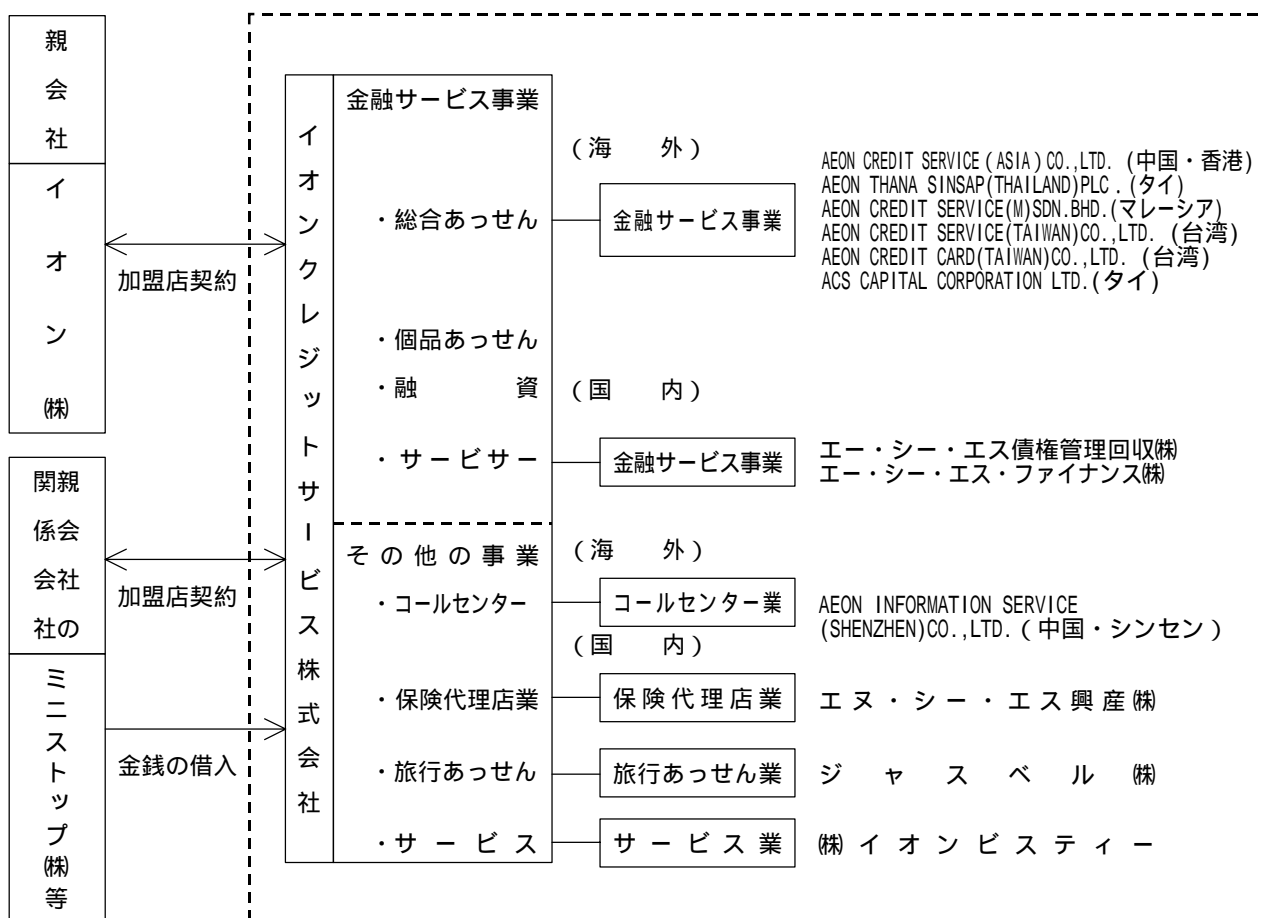 親会社
イオン㈱
加盟店契約
関係会社
親会社の
ミニストップ㈱等
加盟店契約
金銭の借入
イオンクレジットサービス株式会社
金融サービス事業
・総合あっせん
・個品あっせん
・融 資
・サービサー
その他の事業
・コールセンター
・保険代理店業
・旅行あっせん
・サービス
(海 外)
金融サービス事業
AEON CREDIT SERVICE(ASIA)CO.,LTD. (中国・香港)
AEON THANA SINSAP(THAILAND)PLC.(タイ)
AEON CREDIT SERVICE(M)SDN.BHD.(マレーシア)
AEON CREDIT SERVICE(TAIWAN)CO.,LTD. (台湾)
AEON CREDIT CARD(TAIWAN)CO.,LTD. (台湾)
ACS CAPITAL CORPORATION LTD.(タイ)
(国 内)
金融サービス事業
エー・シー・エス債権管理回収㈱
エー・シー・エス・ファイナンス㈱
(海 外)
コールセンター業
AEON INFORMATION SERVICE
(SHENZHEN)CO.,LTD.(中国・シンセン)
(国 内)
保険代理店業
エヌ・シー・エス興産㈱
旅行あっせん業
ジャスベル㈱
サービス業
㈱イオンビスティー